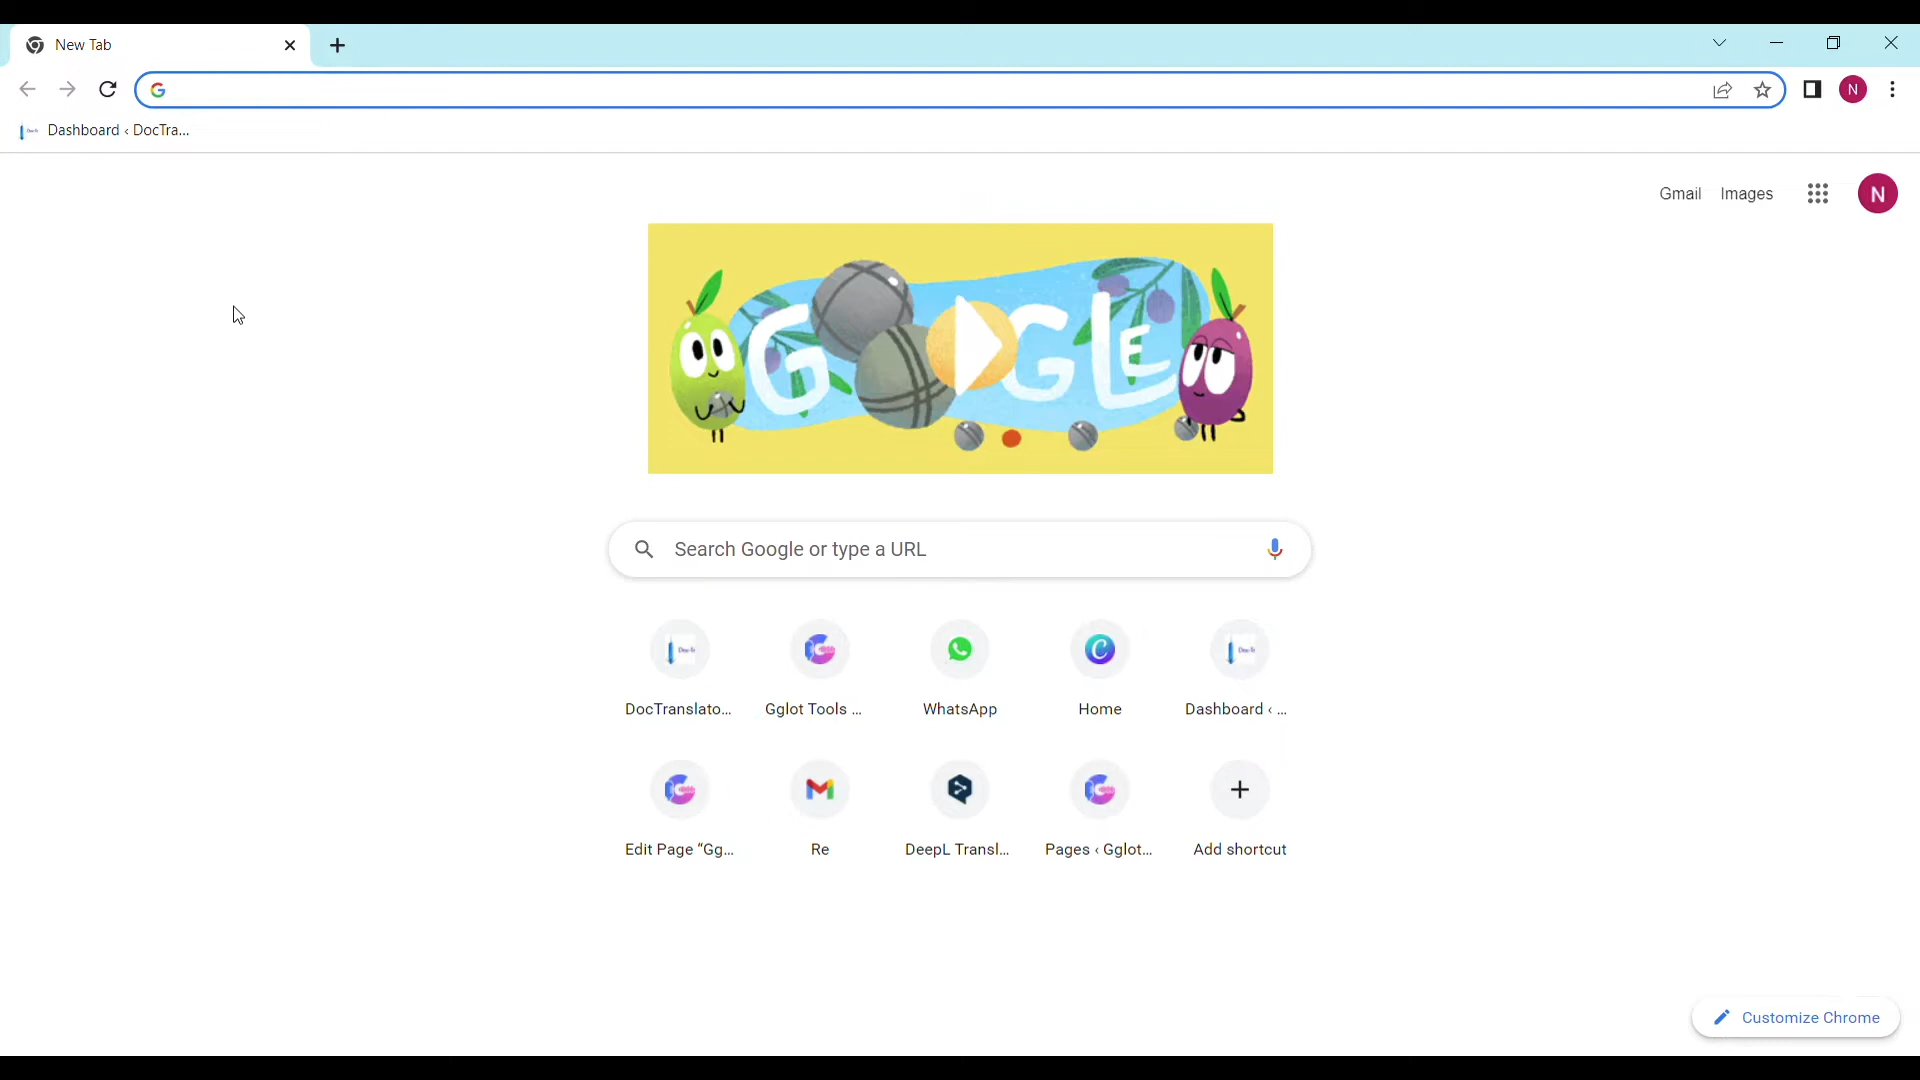 New Tab
Dashboard ‹ DocTra...
Gmail Images N
N
GOOGLE
Search Google or type a URL
DocTranslato... Gglot Tools ... WhatsApp Home Dashboard ‹ ...
Edit Page “Gg... Re DeepL Transl... Pages ‹ Gglot... Add shortcut
Customize Chrome